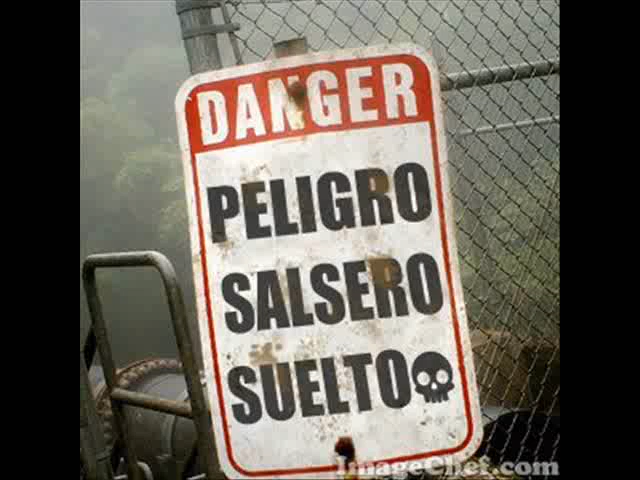 DANGER
PELIGRO
SALSERO
SUELTO
ImageChef.com